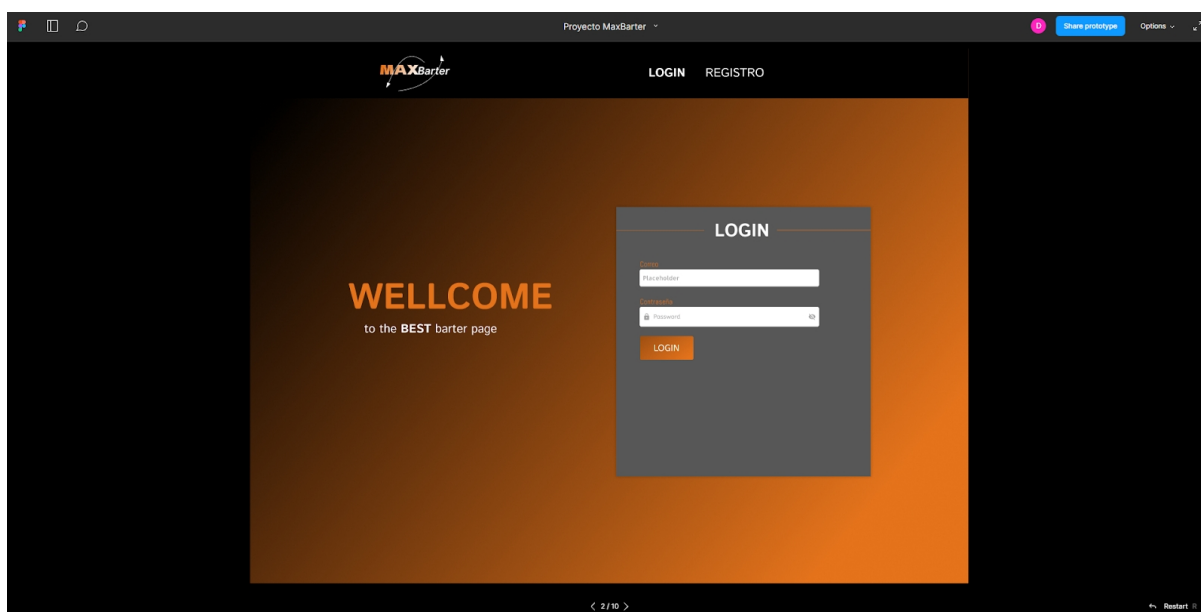 Proyecto MaxBarter
D
Share prototype
Options
MAXBarter
LOGIN REGISTRO
LOGIN
Correo
Placeholder
Contraseña
Password
LOGIN
WELLCOME
to the BEST barter page
2 / 10
Restart R